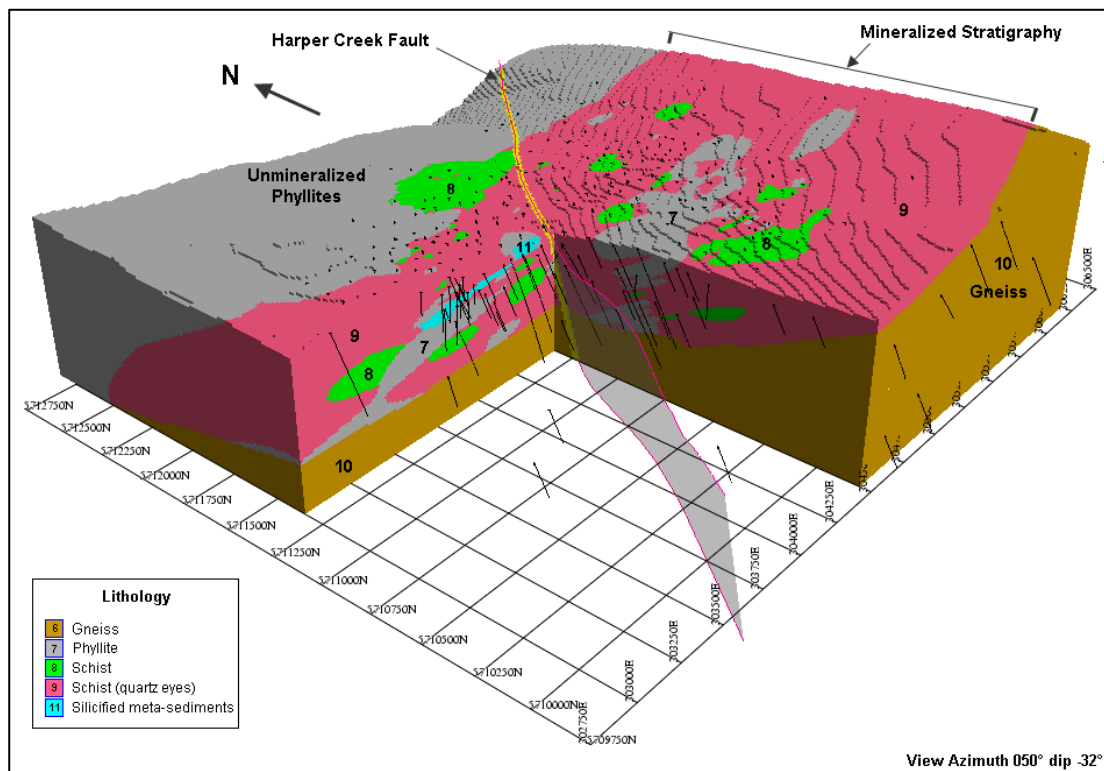 Harper Creek Fault
Mineralized Stratigraphy
N
Unmineralized
Phyllites
8
7
9
11
8
10
Gneiss
9
7
8
10
5712750N
5712500N
5712250N
5712000N
5711750N
5711500N
5711250N
5711000N
5710750N
5710500N
5710250N
5710000N
5709750N
302750E
303000E
303250E
303500E
303750E
304000E
304250E
306500E
Lithology
6 Gneiss
7 Phyllite
8 Schist
9 Schist (quartz eyes)
11 Silicified meta-sediments
View Azimuth 050° dip -32°